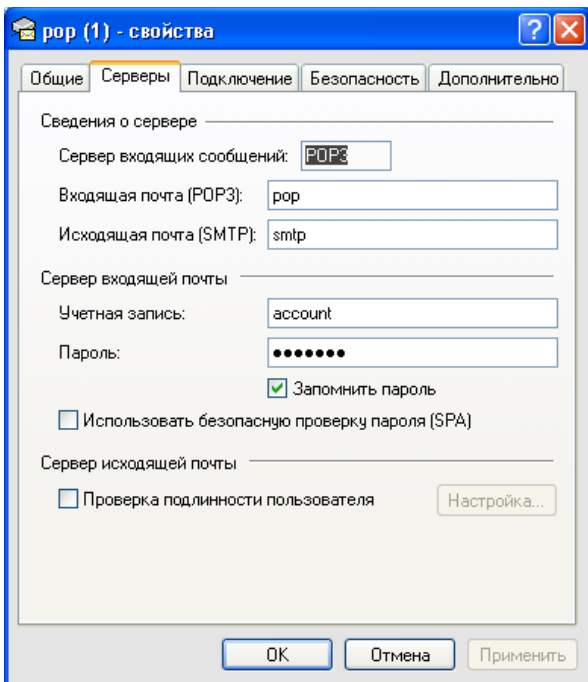 pop (1) - свойства
Общие Серверы Подключение Безопасность Дополнительно
Сведения о сервере
Сервер входящих сообщений: POP3
Входящая почта (POP3): pop
Исходящая почта (SMTP): smtp
Сервер входящей почты
Учетная запись: account
Пароль: •••••••
Запомнить пароль
Использовать безопасную проверку пароля (SPA)
Сервер исходящей почты
Проверка подлинности пользователя Настройка...
OK Отмена Применить